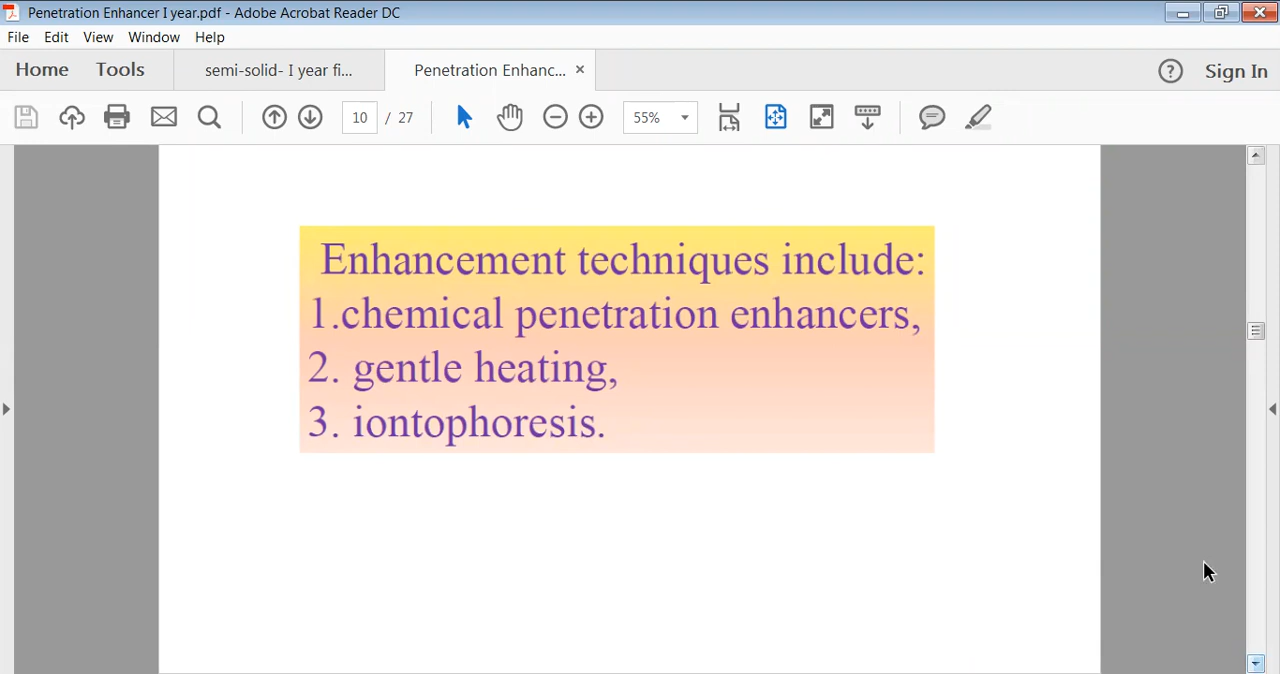 Penetration Enhancer I year.pdf - Adobe Acrobat Reader DC
File Edit View Window Help
Home Tools semi-solid- I year fi... Penetration Enhanc... × ? Sign In
10 / 27 55%
Enhancement techniques include:
1.chemical penetration enhancers,
2. gentle heating,
3. iontophoresis.